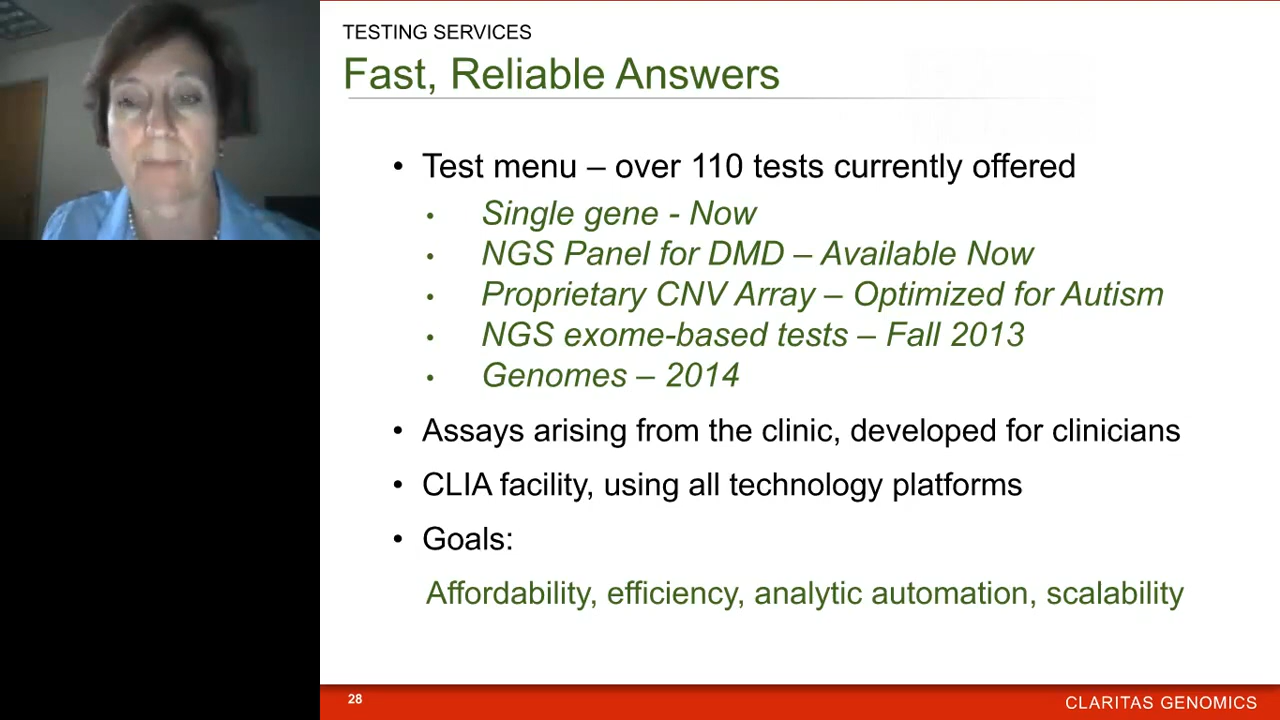 TESTING SERVICES
Fast, Reliable Answers
• Test menu – over 110 tests currently offered
• Single gene - Now
• NGS Panel for DMD – Available Now
• Proprietary CNV Array – Optimized for Autism
• NGS exome-based tests – Fall 2013
• Genomes – 2014
• Assays arising from the clinic, developed for clinicians
• CLIA facility, using all technology platforms
• Goals:
Affordability, efficiency, analytic automation, scalability
28
CLARITAS GENOMICS